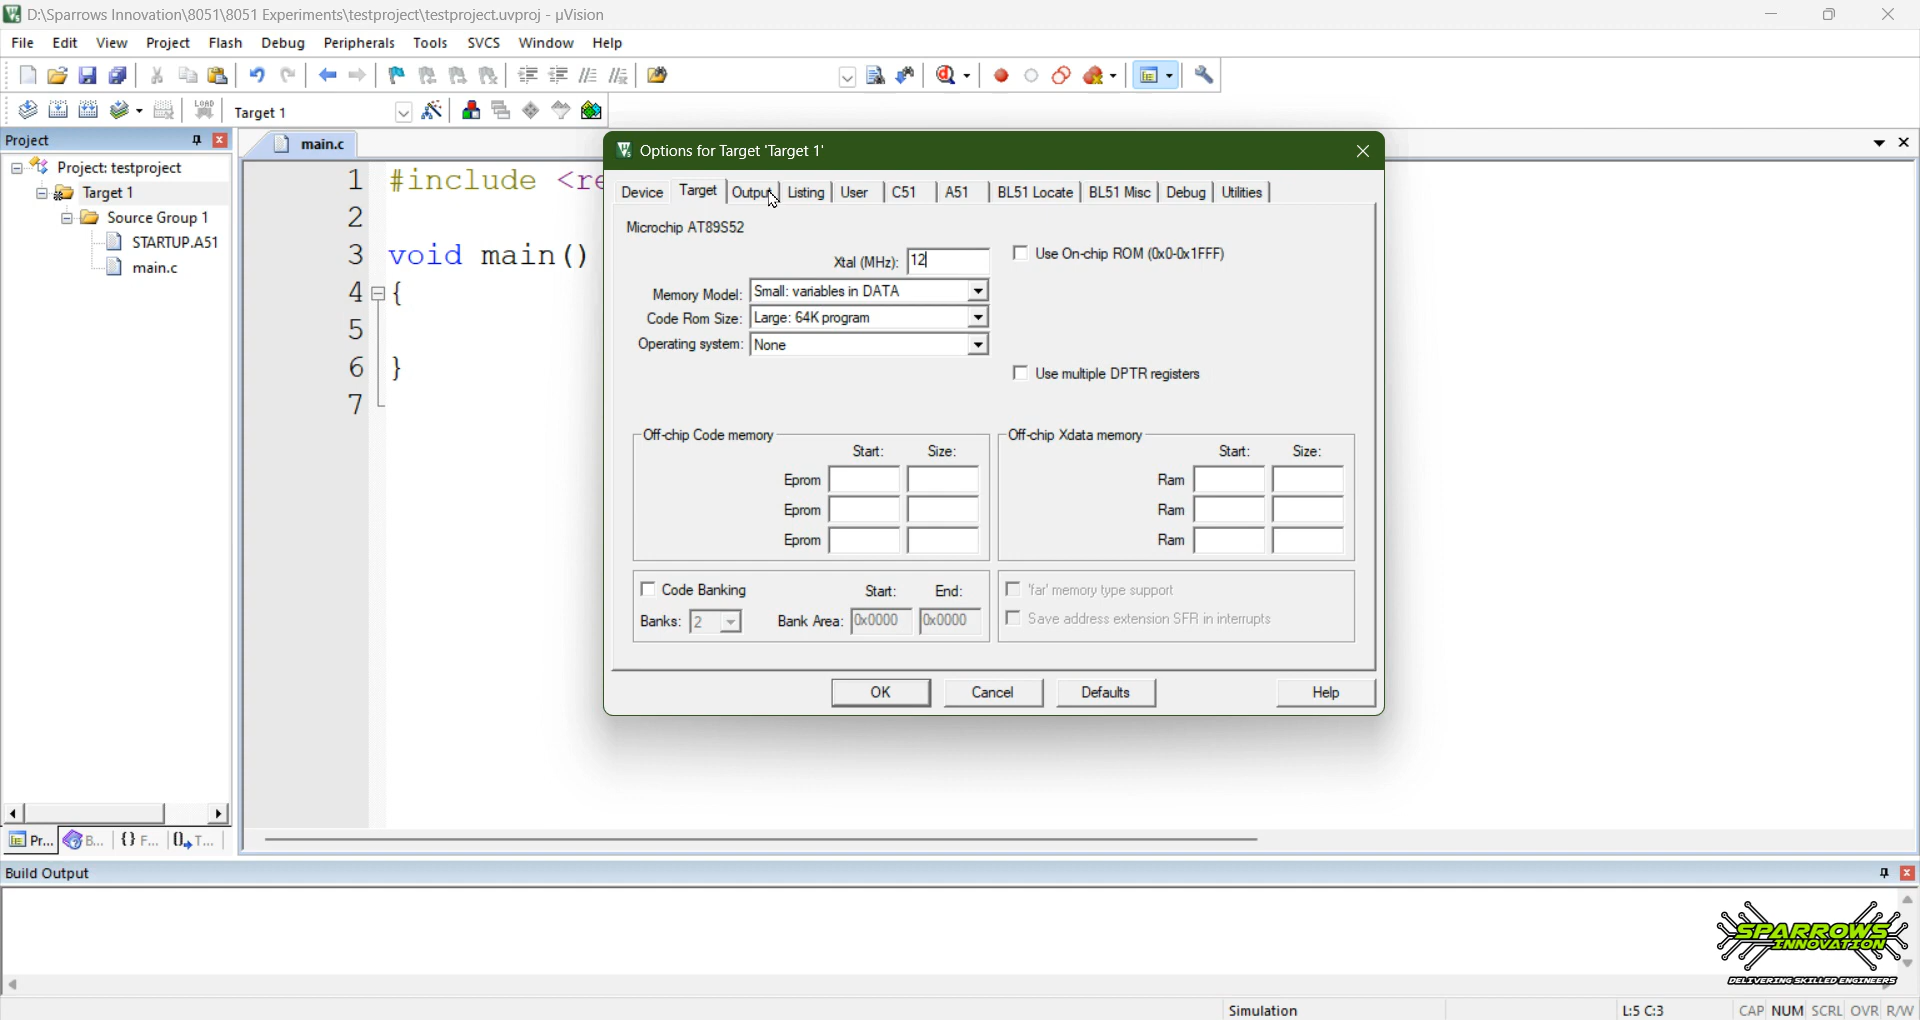 D:\Sparrows Innovation\8051\8051 Experiments\testproject\testproject.uvproj - µVision
File Edit View Project Flash Debug Peripherals Tools SVCS Window Help
LOAD Target 1
Project
main.c
Project: testproject
Target 1
Source Group 1
STARTUP.A51
main.c
1 #include <re
2
3 void main()
4 {
5
6 }
7
Options for Target 'Target 1'
Device Target Output Listing User C51 A51 BL51 Locate BL51 Misc Debug Utilities
Microchip AT89S52
Xtal (MHz): 12
Use On-chip ROM (0x0-0x1FFF)
Memory Model: Small: variables in DATA
Code Rom Size: Large: 64K program
Operating system: None
Use multiple DPTR registers
Off-chip Code memory
Start: Size:
Eprom
Eprom
Eprom
Off-chip Xdata memory
Start: Size:
Ram
Ram
Ram
Code Banking Start: End:
Banks: 2 Bank Area: 0x0000 0x0000
'far' memory type support
Save address extension SFR in interrupts
OK Cancel Defaults Help
Pr... B... {} F... T...
Build Output
SPARROWS
INNOVATION
DELIVERING SKILLED ENGINEERS
Simulation L:5 C:3 CAP NUM SCRL OVR R/W